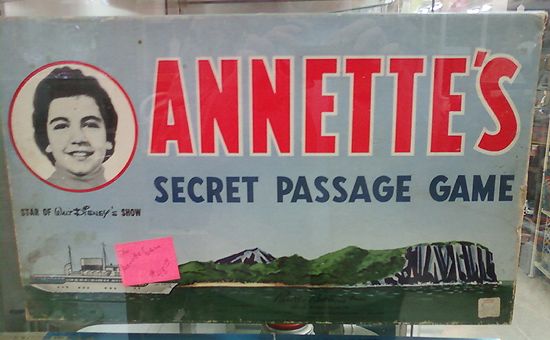 ANNETTE'S
SECRET PASSAGE GAME
STAR OF WALT DISNEY'S SHOW